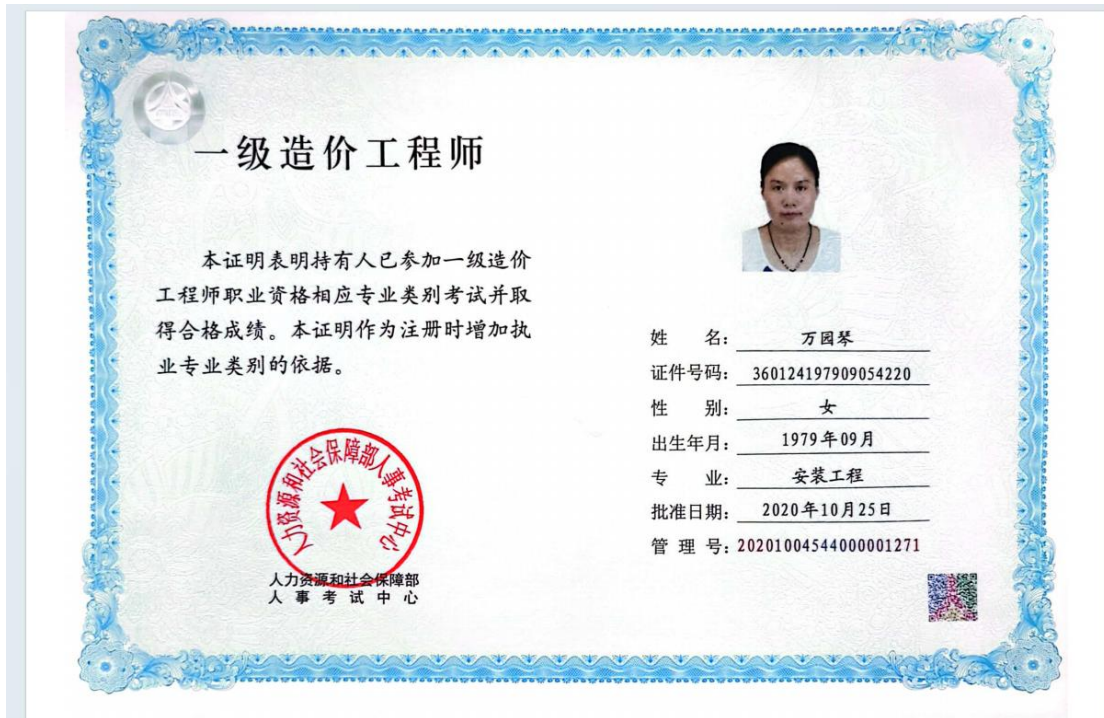 一级造价工程师
本证明表明持有人已参加一级造价
工程师职业资格相应专业类别考试并取
得合格成绩。本证明作为注册时增加执
业专业类别的依据。
人力资源和社会保障部人事考试中心
人力资源和社会保障部
人事考试中心
姓 名: 万园琴
证件号码: 360124197909054220
性 别: 女
出生年月: 1979年09月
专 业: 安装工程
批准日期: 2020年10月25日
管 理 号: 20201004544000001271